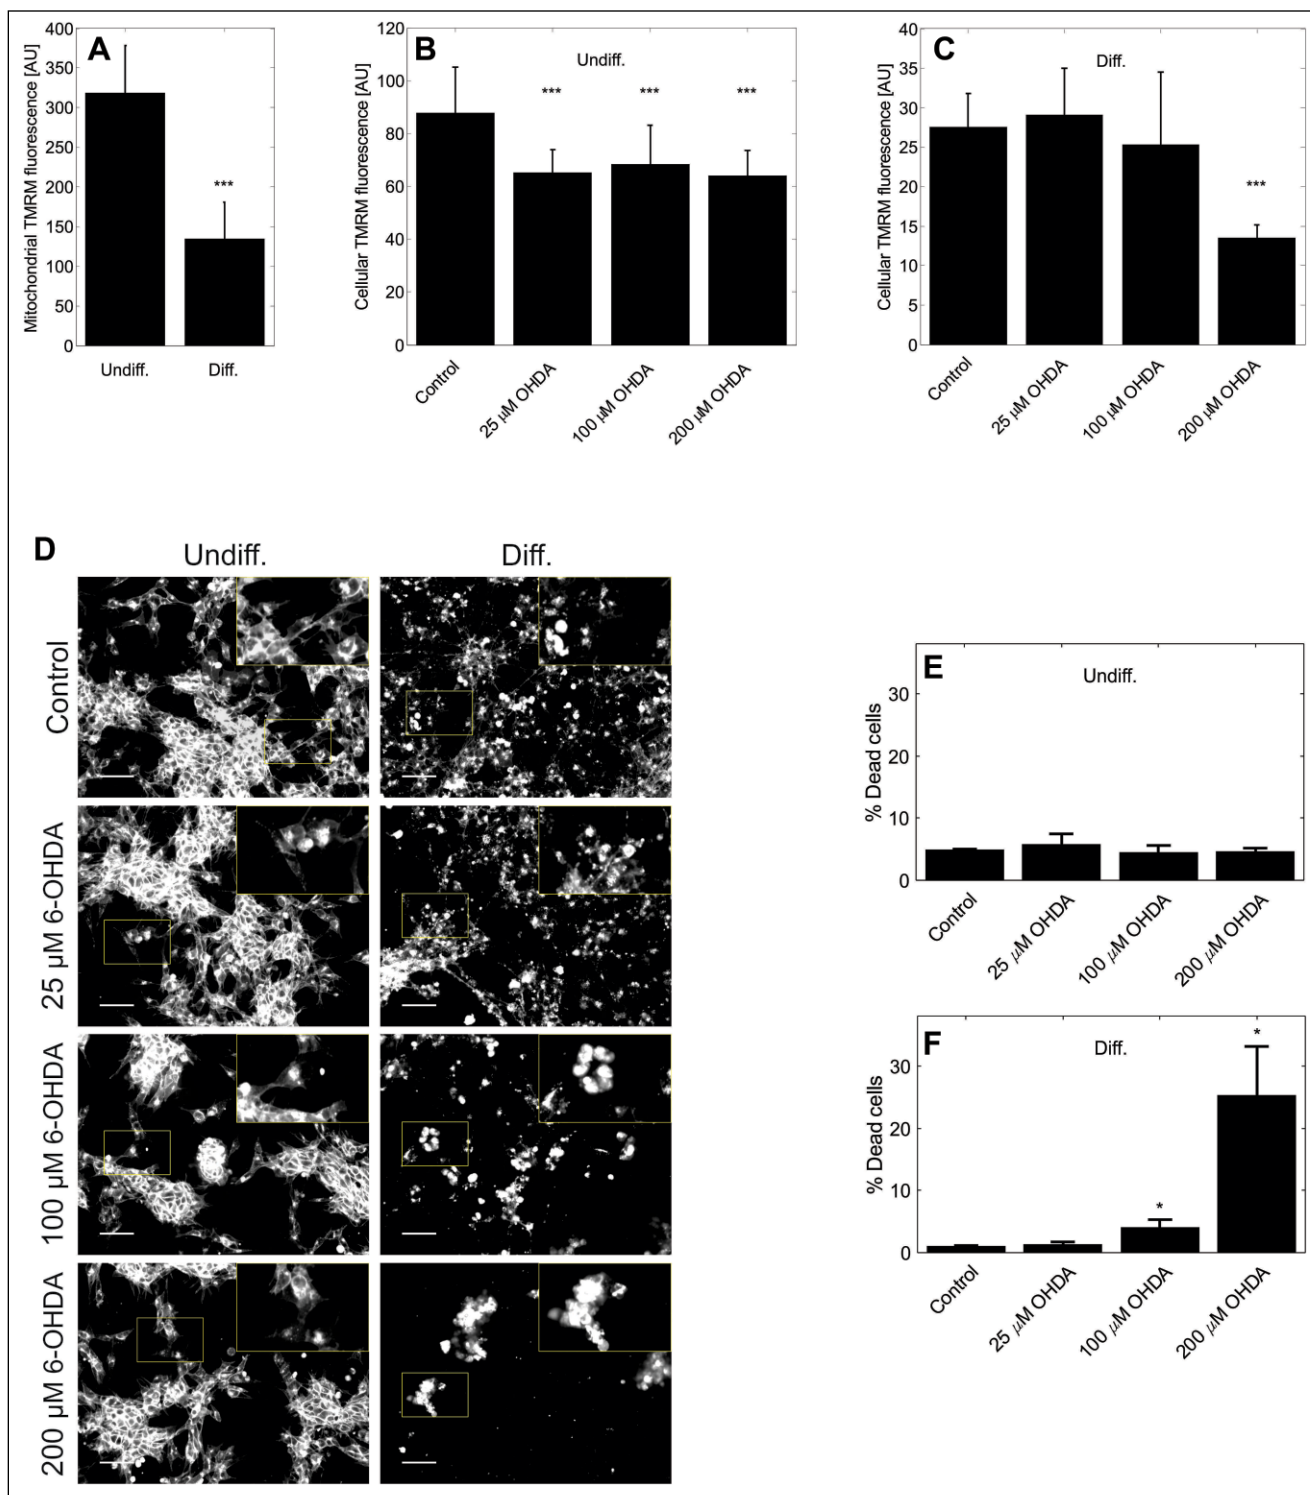 A
Mitochondrial TMRM fluorescence [AU]
400
350
300
250
200
150
100
50
0
***
Undiff.
Diff.
B
Undiff.
Cellular TMRM fluorescence [AU]
120
100
80
60
40
20
0
***
***
***
Control
25 µM OHDA
100 µM OHDA
200 µM OHDA
C
Diff.
Cellular TMRM fluorescence [AU]
40
35
30
25
20
15
10
5
0
***
Control
25 µM OHDA
100 µM OHDA
200 µM OHDA
D
Undiff.
Diff.
Control
25 µM 6-OHDA
100 µM 6-OHDA
200 µM 6-OHDA
E
Undiff.
% Dead cells
30
20
10
0
Control
25 µM OHDA
100 µM OHDA
200 µM OHDA
F
Diff.
% Dead cells
30
20
10
0
*
*
Control
25 µM OHDA
100 µM OHDA
200 µM OHDA